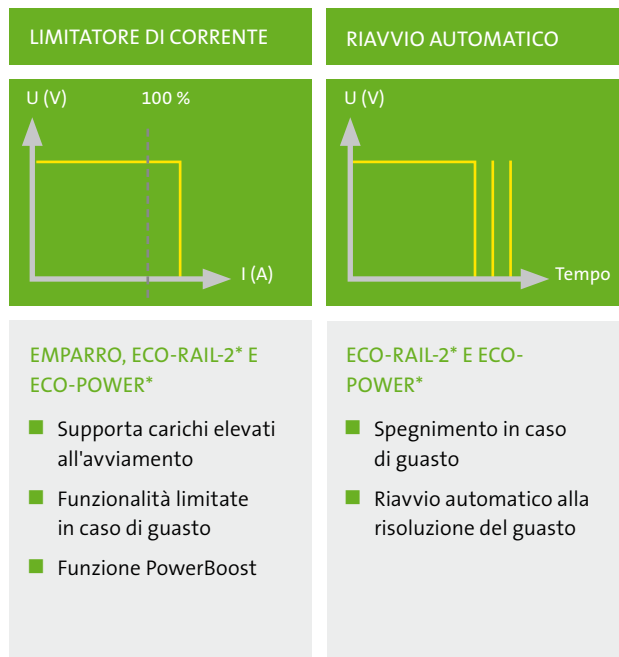 LIMITATORE DI CORRENTE
U (V)
100 %
I (A)
EMPARRO, ECO-RAIL-2* E
ECO-POWER*
Supporta carichi elevati
all'avviamento
Funzionalità limitate
in caso di guasto
Funzione PowerBoost
RIAVVIO AUTOMATICO
U (V)
Tempo
ECO-RAIL-2* E ECO-
POWER*
Spegnimento in caso
di guasto
Riavvio automatico alla
risoluzione del guasto